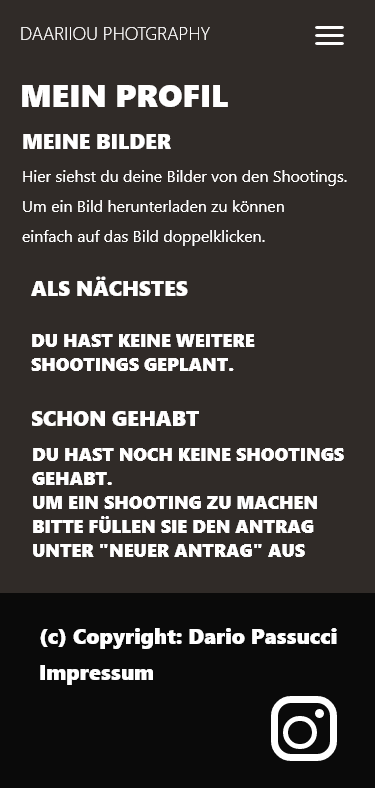 DAARIIOU PHOTGRAPHY
MEIN PROFIL
MEINE BILDER
Hier siehst du deine Bilder von den Shootings.
Um ein Bild herunterladen zu können
einfach auf das Bild doppelklicken.
ALS NÄCHSTES
DU HAST KEINE WEITERE
SHOOTINGS GEPLANT.
SCHON GEHABT
DU HAST NOCH KEINE SHOOTINGS
GEHABT.
UM EIN SHOOTING ZU MACHEN
BITTE FÜLLEN SIE DEN ANTRAG
UNTER "NEUER ANTRAG" AUS
(c) Copyright: Dario Passucci
Impressum